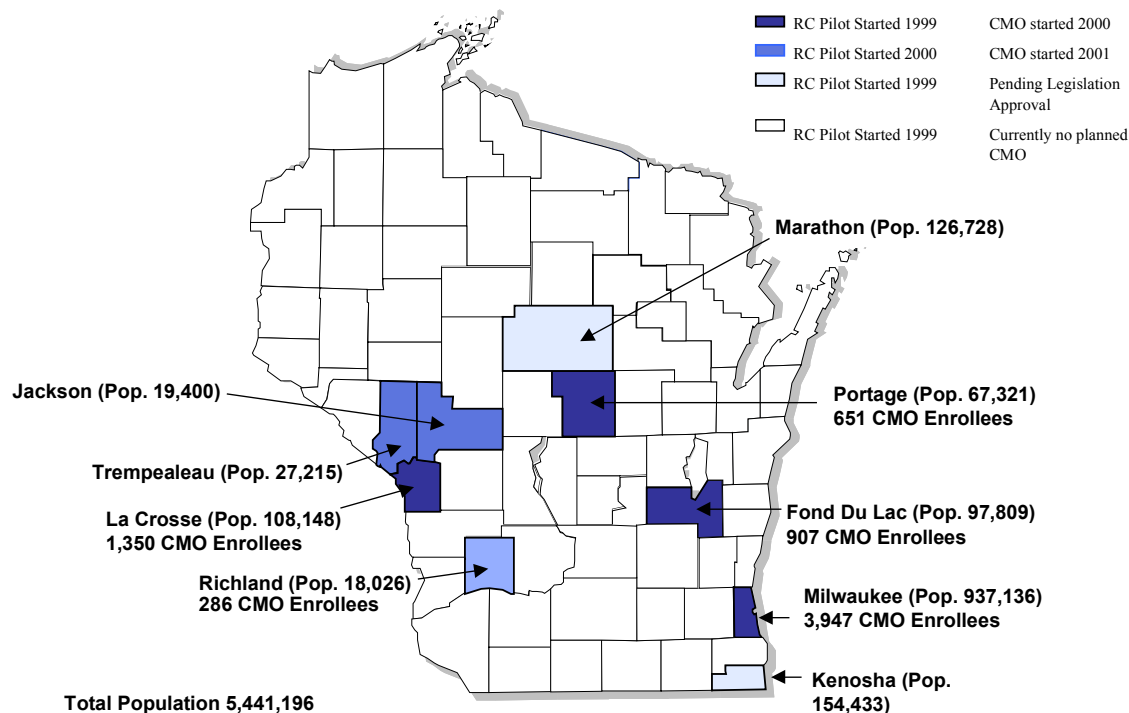 RC Pilot Started 1999 CMO started 2000
RC Pilot Started 2000 CMO started 2001
RC Pilot Started 1999 Pending Legislation
Approval
RC Pilot Started 1999 Currently no planned
CMO
Marathon (Pop. 126,728)
Jackson (Pop. 19,400)
Portage (Pop. 67,321)
651 CMO Enrollees
Trempealeau (Pop. 27,215)
La Crosse (Pop. 108,148)
1,350 CMO Enrollees
Fond Du Lac (Pop. 97,809)
907 CMO Enrollees
Richland (Pop. 18,026)
286 CMO Enrollees
Milwaukee (Pop. 937,136)
3,947 CMO Enrollees
Kenosha (Pop.
154,433)
Total Population 5,441,196